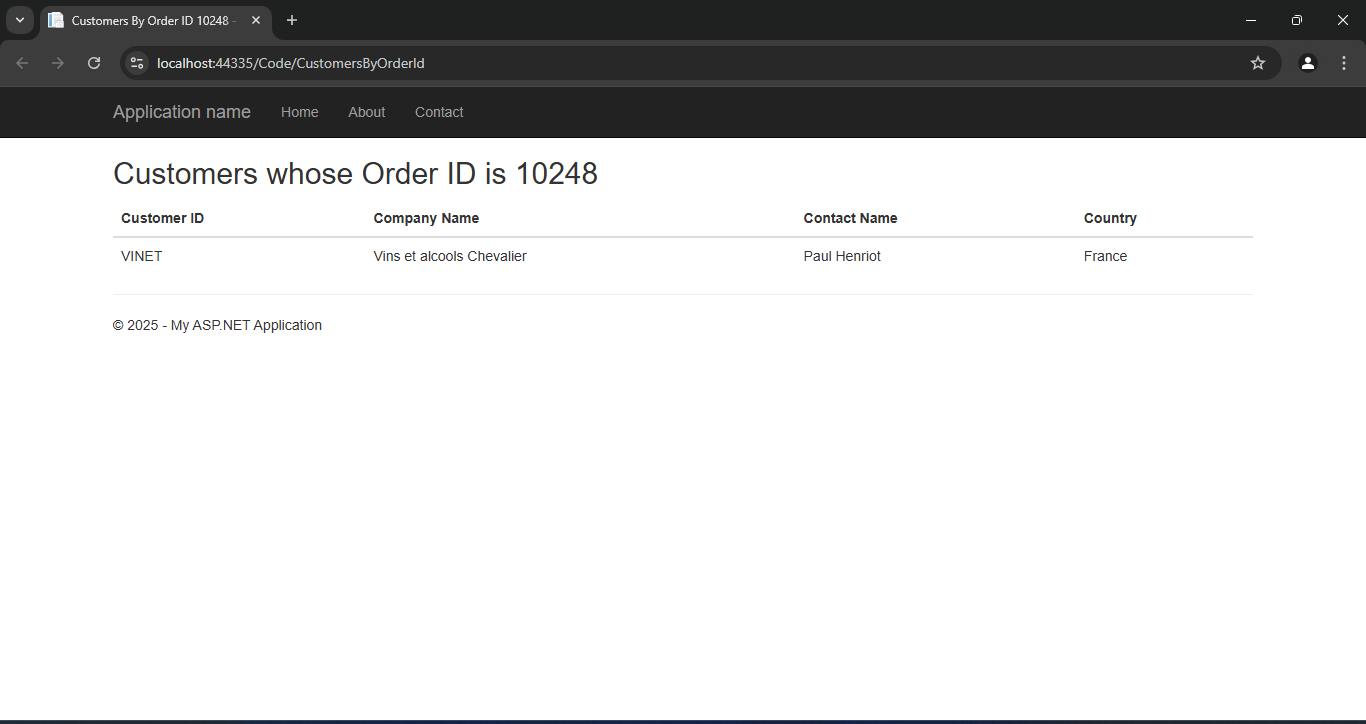 Customers By Order ID 10248 -
localhost:44335/Code/CustomersByOrderId
Application name Home About Contact
Customers whose Order ID is 10248
Customer ID Company Name Contact Name Country
VINET Vins et alcools Chevalier Paul Henriot France
© 2025 - My ASP.NET Application